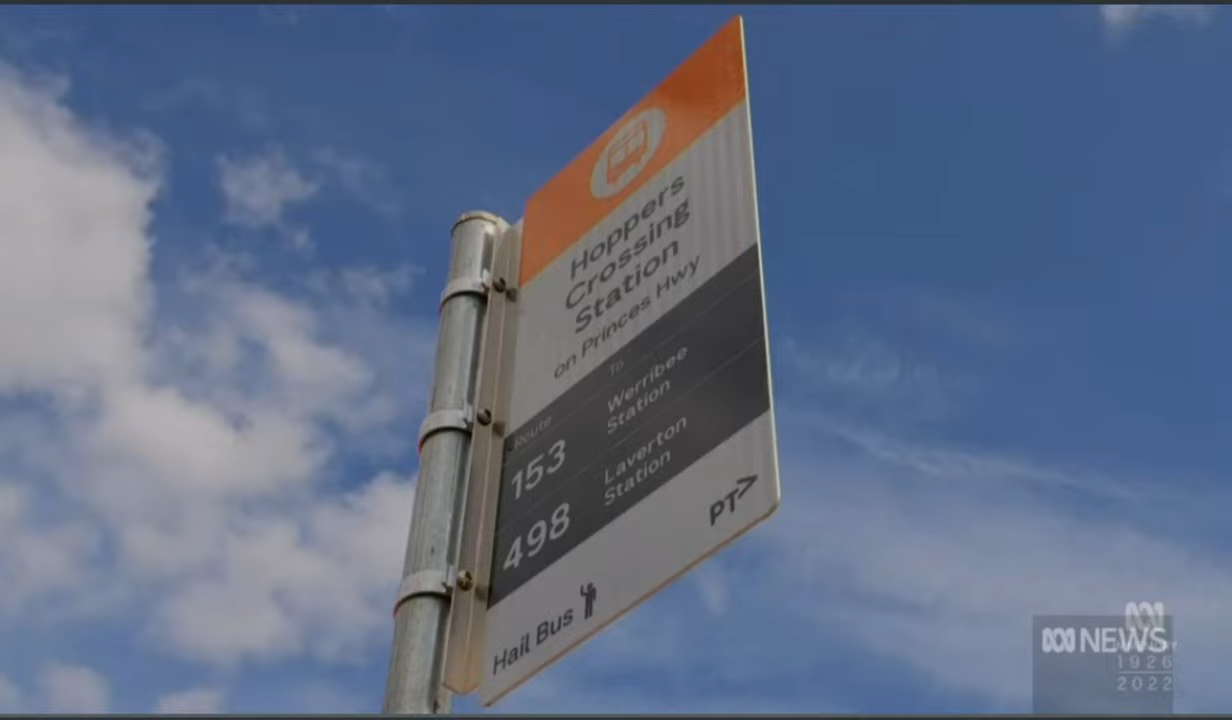 Hoppers
Crossing
Station
on Princes Hwy
Route
To
153
Werribee
Station
498
Laverton
Station
PT>
Hail Bus
NEWS
1926
2022